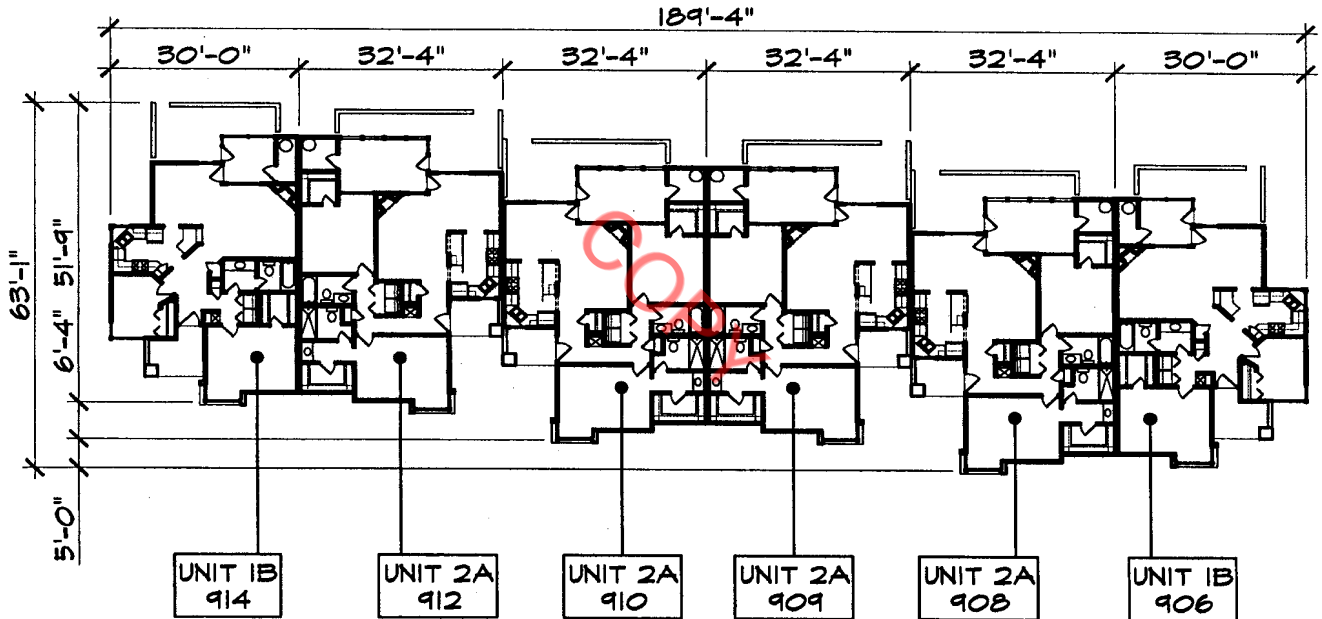 189'-4"
30'-0" 32'-4" 32'-4" 32'-4" 32'-4" 30'-0"
63'-1"
51'-9"
6'-4"
5'-0"
COPY
UNIT 1B
914
UNIT 2A
912
UNIT 2A
910
UNIT 2A
909
UNIT 2A
908
UNIT 1B
906